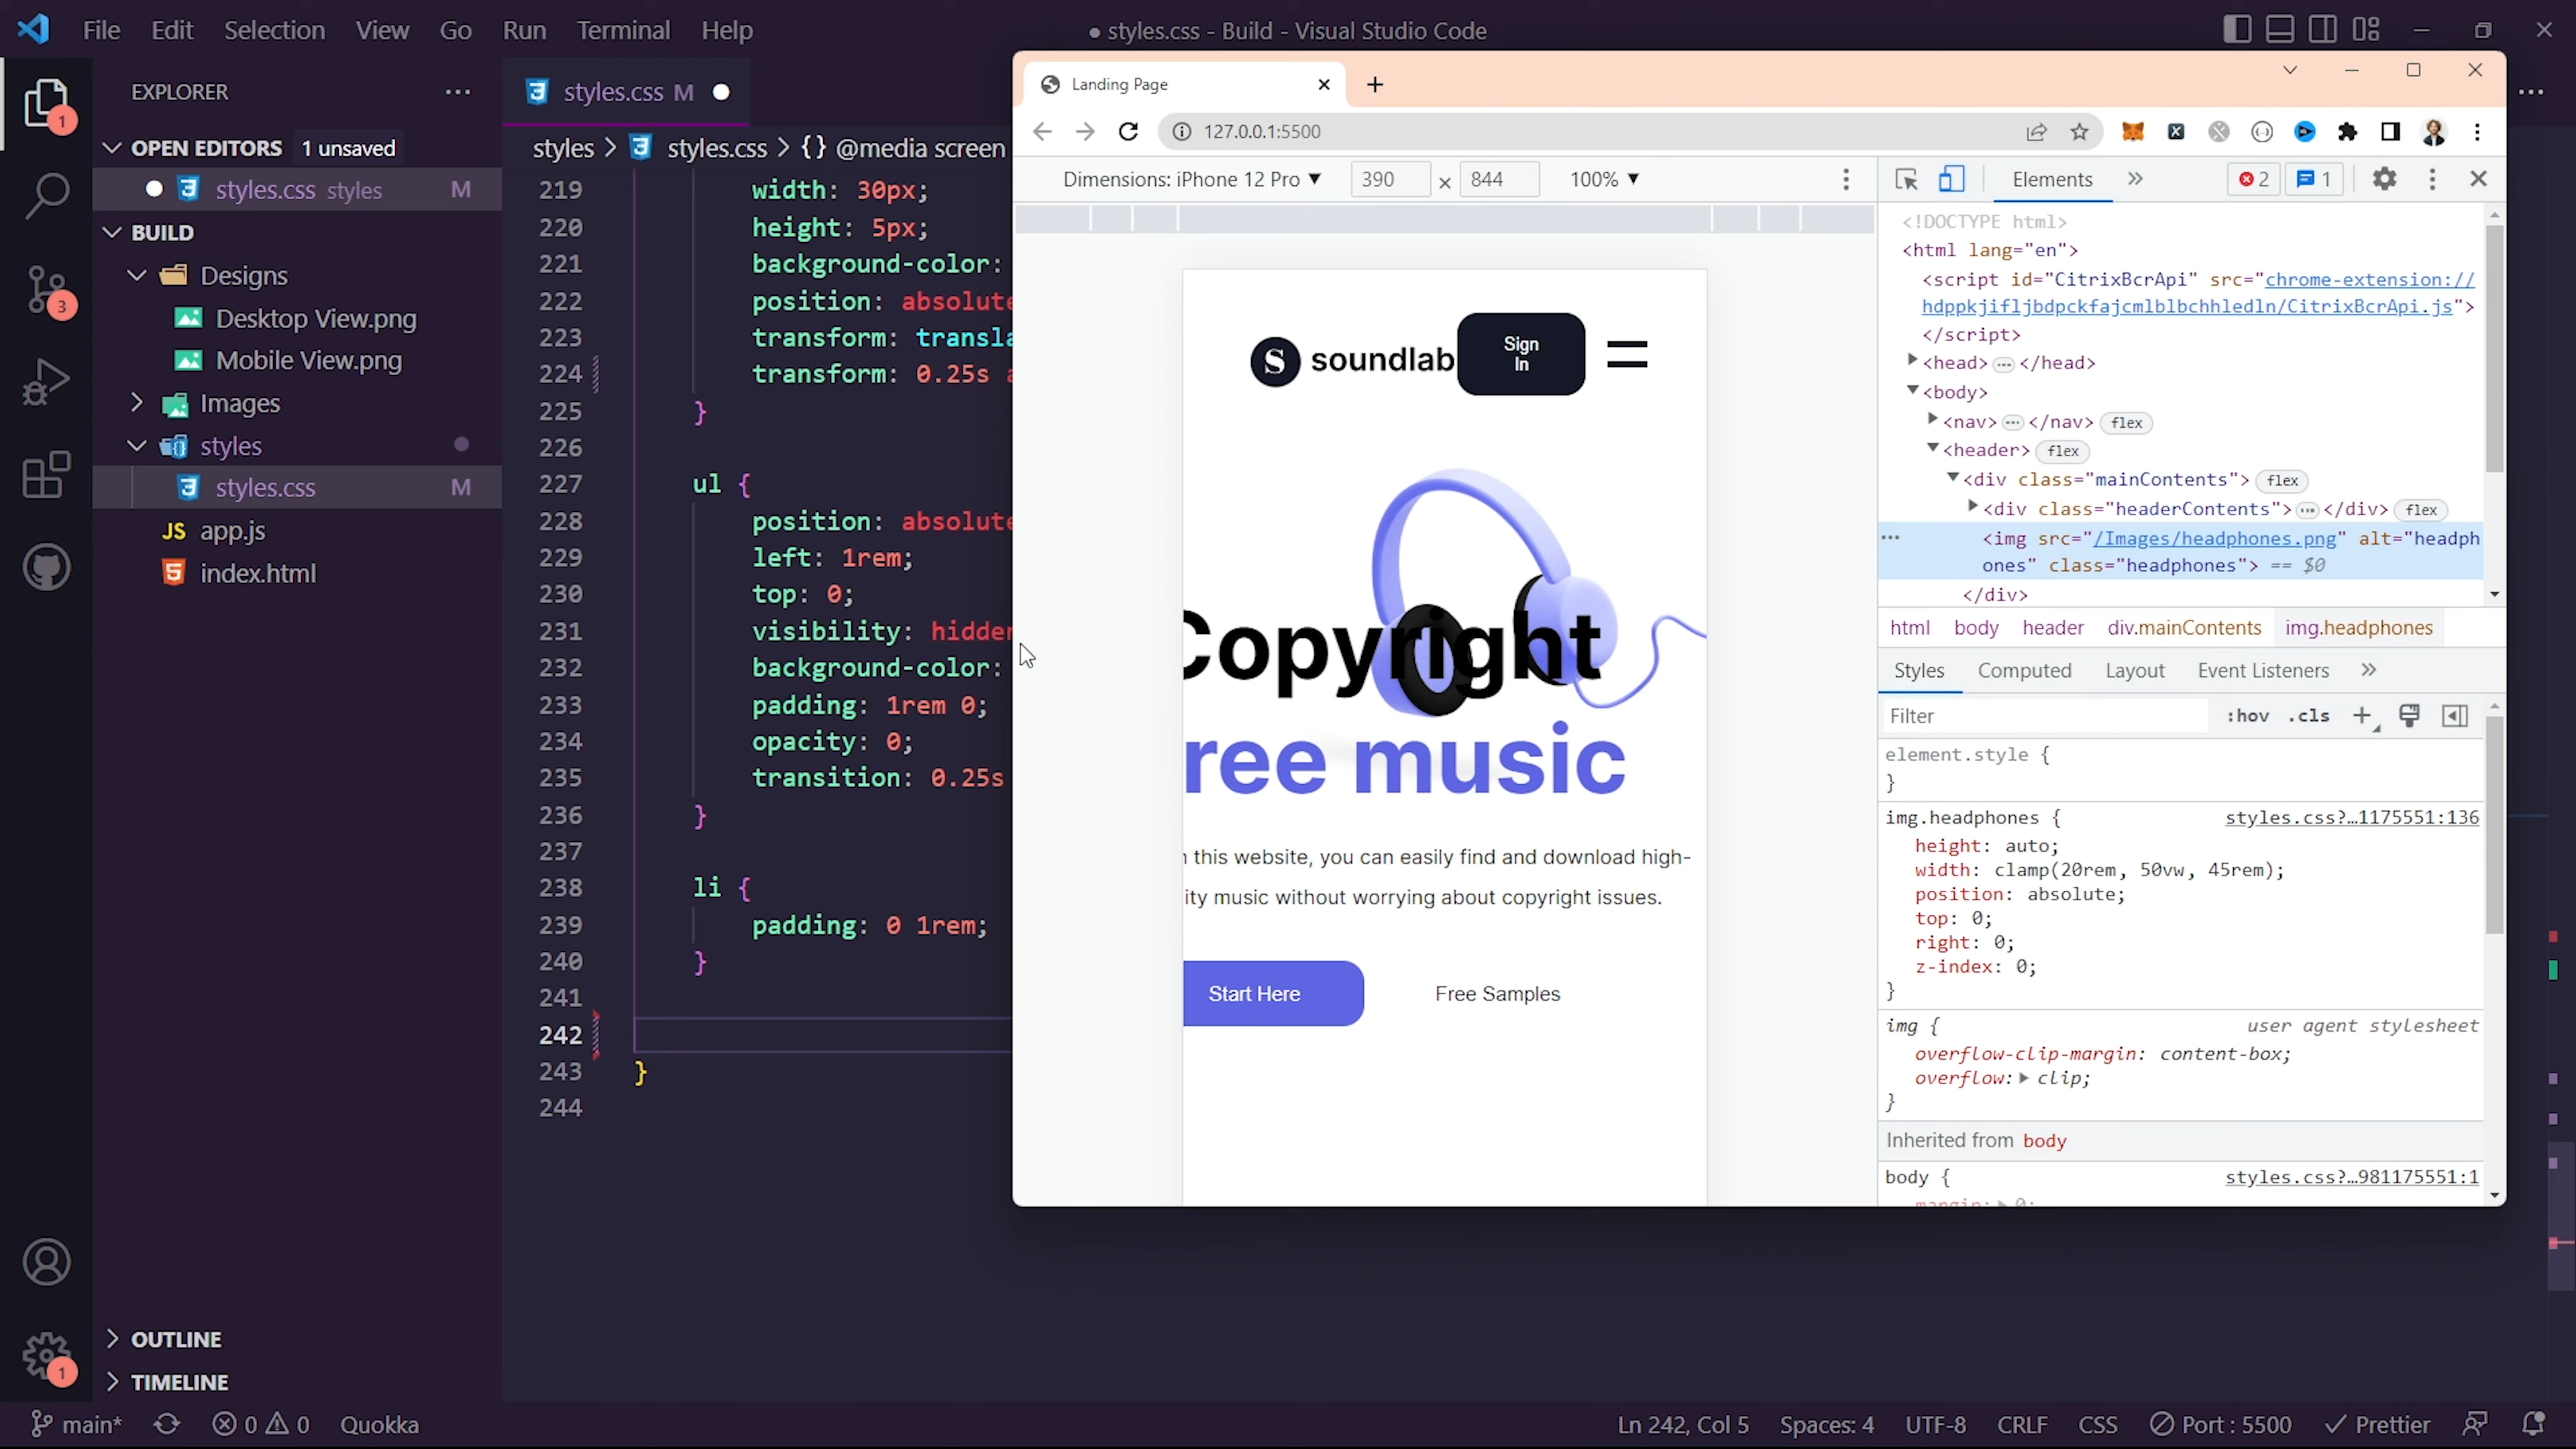 File Edit Selection View Go Run Terminal Help
● styles.css - Build - Visual Studio Code
EXPLORER
OPEN EDITORS 1 unsaved
styles.css styles M
BUILD
Designs
Desktop View.png
Mobile View.png
Images
styles
styles.css M
JS app.js
index.html
OUTLINE
TIMELINE
1
3
1
styles.css M
styles > styles.css > {} @media screen
219 width: 30px;
220 height: 5px;
221 background-color:
222 position: absolute
223 transform:
224 transform: 0.25s
225 }
226
227 ul {
228 position: absolute
229 left: 1rem;
230 top: 0;
231 visibility: hidden
232 background-color:
233 padding: 1rem 0;
234 opacity: 0;
235 transition: 0.25s
236 }
237
238 li {
239 padding: 0 1rem;
240 }
241
242
243 }
244
Landing Page
127.0.0.1:5500
Dimensions: iPhone 12 Pro ▼ 390 × 844 100% ▼
S soundlab
Sign
In
Copyright
ree music
this website, you can easily find and download high-
ity music without worrying about copyright issues.
Start Here Free Samples
Elements 2 1
<!DOCTYPE html>
<html lang="en">
<script id="CitrixBcrApi" src="chrome-extension://
hdppkjifljbdpckfajcmlblbchhledln/CitrixBcrApi.js">
</script>
<head> … </head>
<body>
<nav> … </nav> flex
<header> flex
<div class="mainContents"> flex
<div class="headerContents"> … </div> flex
<img src="/Images/headphones.png" alt="headph
ones" class="headphones"> == $0
</div>
html body header div.mainContents img.headphones
Styles Computed Layout Event Listeners
Filter :hov .cls
element.style {
}
img.headphones { styles.css?…1175551:136
height: auto;
width: clamp(20rem, 50vw, 45rem);
position: absolute;
top: 0;
right: 0;
z-index: 0;
}
img { user agent stylesheet
overflow-clip-margin: content-box;
overflow: clip;
}
Inherited from body
body { styles.css?…981175551:1
main* 0 0 Quokka
Ln 242, Col 5 Spaces: 4 UTF-8 CRLF CSS Port : 5500 Prettier